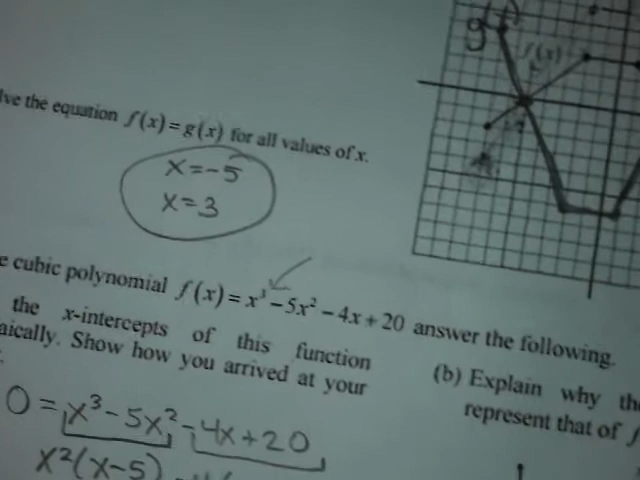 g(x)
f(x)
lve the equation f(x)=g(x) for all values of x.
x=-5
x=3
e cubic polynomial f(x)=x³-5x²-4x+20 answer the following.
the x-intercepts of this function
aically. Show how you arrived at your
(b) Explain why th
represent that of f
0=x³-5x²-4x+20
x²(x-5)